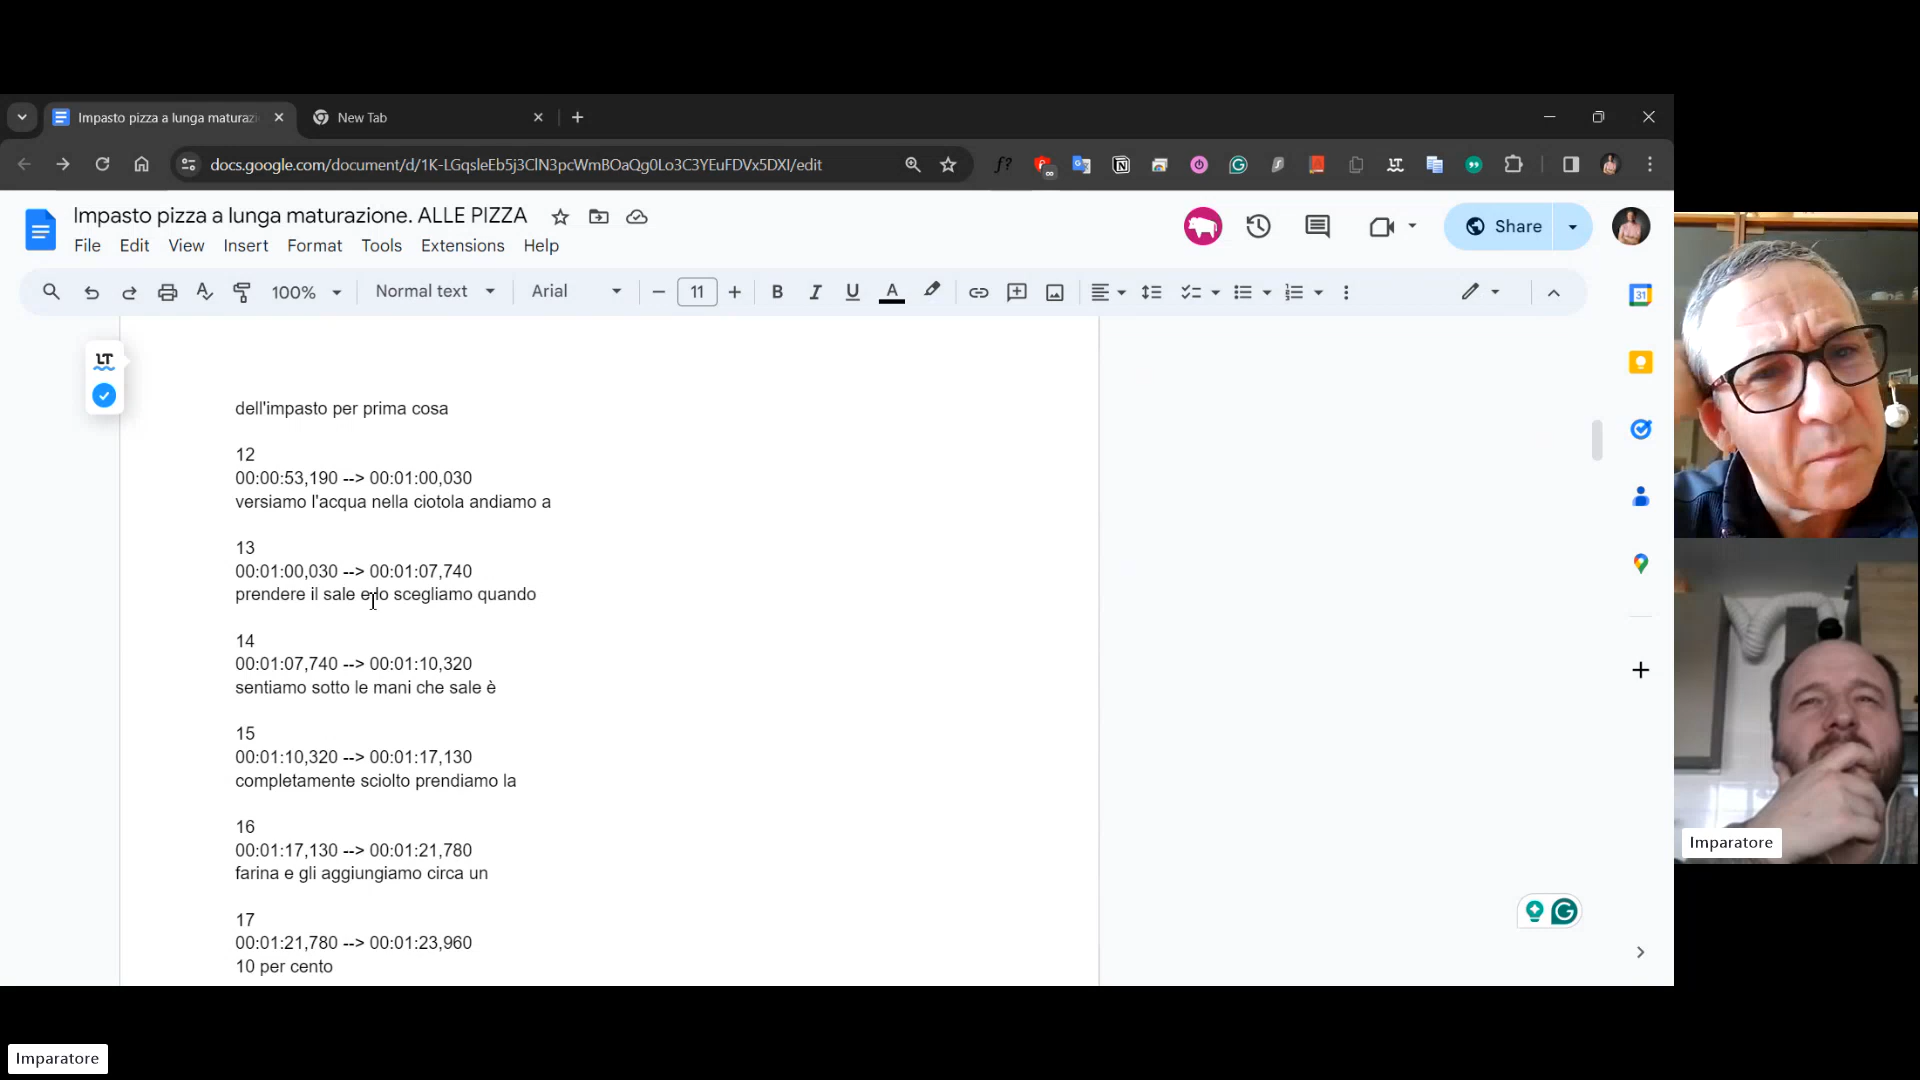 Impasto pizza a lunga maturazi
New Tab
docs.google.com/document/d/1K-LGqsleEb5j3ClN3pcWmBOaQg0Lo3C3YEuFDVx5DXI/edit
Impasto pizza a lunga maturazione. ALLE PIZZA
File Edit View Insert Format Tools Extensions Help
Share
100% Normal text Arial 11
dell'impasto per prima cosa
12
00:00:53,190 --> 00:01:00,030
versiamo l'acqua nella ciotola andiamo a
13
00:01:00,030 --> 00:01:07,740
prendere il sale e lo scegliamo quando
14
00:01:07,740 --> 00:01:10,320
sentiamo sotto le mani che sale è
15
00:01:10,320 --> 00:01:17,130
completamente sciolto prendiamo la
16
00:01:17,130 --> 00:01:21,780
farina e gli aggiungiamo circa un
17
00:01:21,780 --> 00:01:23,960
10 per cento
Imparatore
Imparatore